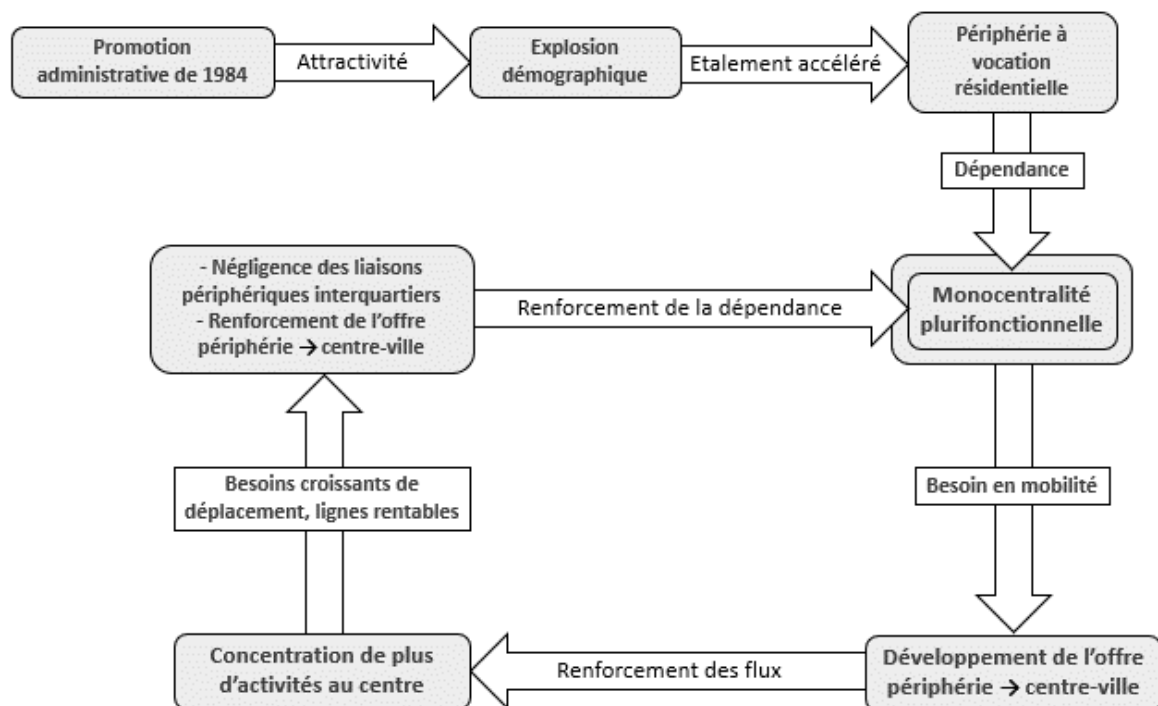 Promotion
administrative de 1984
Attractivité
Explosion
démographique
Etalement accéléré
Périphérie à
vocation
résidentielle
Dépendance
- Négligence des liaisons
périphériques interquartiers
- Renforcement de l'offre
périphérie → centre-ville
Renforcement de la dépendance
Monocentralité
plurifonctionnelle
Besoins croissants de
déplacement, lignes rentables
Besoin en mobilité
Concentration de plus
d'activités au centre
Renforcement des flux
Développement de l'offre
périphérie → centre-ville